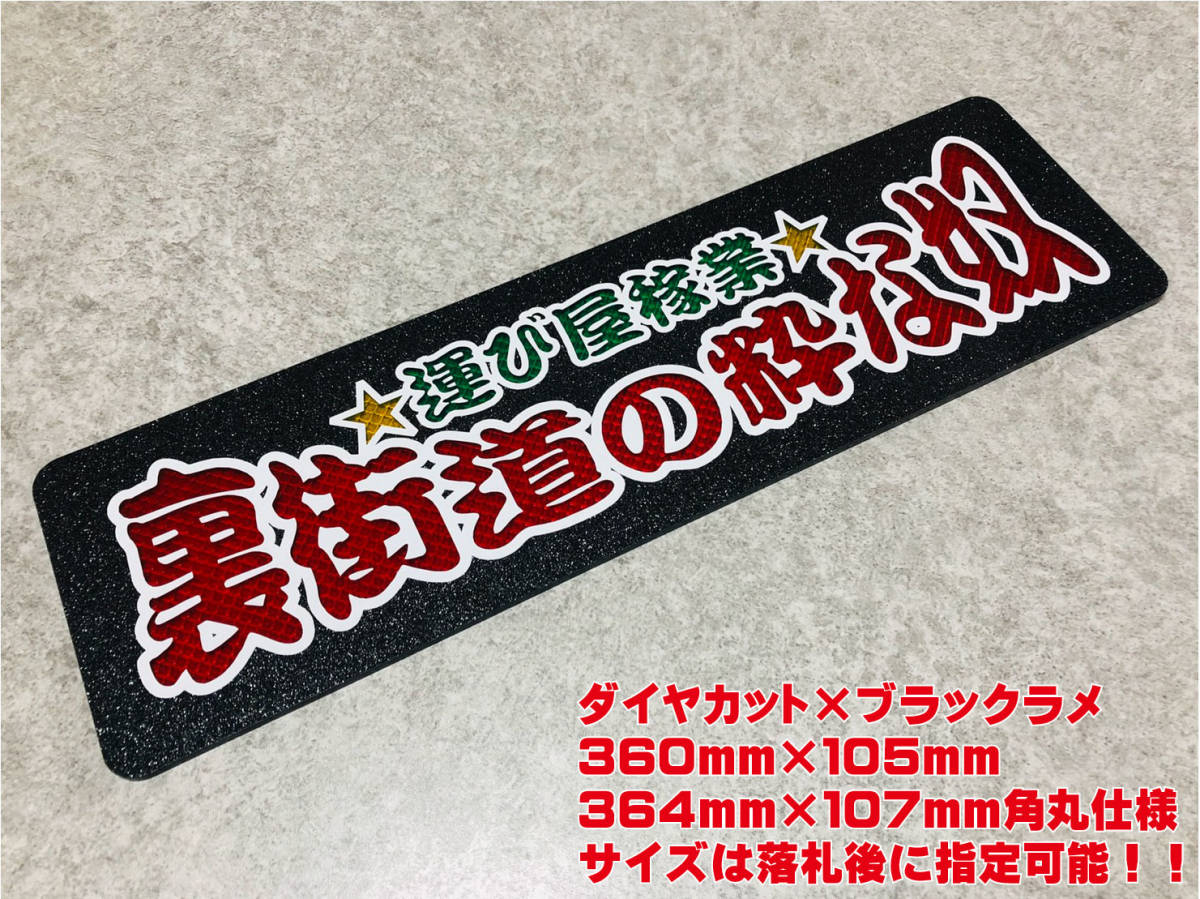 ★運び屋稼業★
裏街道の粋な奴
ダイヤカット×ブラックラメ
360mm×105mm
364mm×107mm角丸仕様
サイズは落札後に指定可能！！